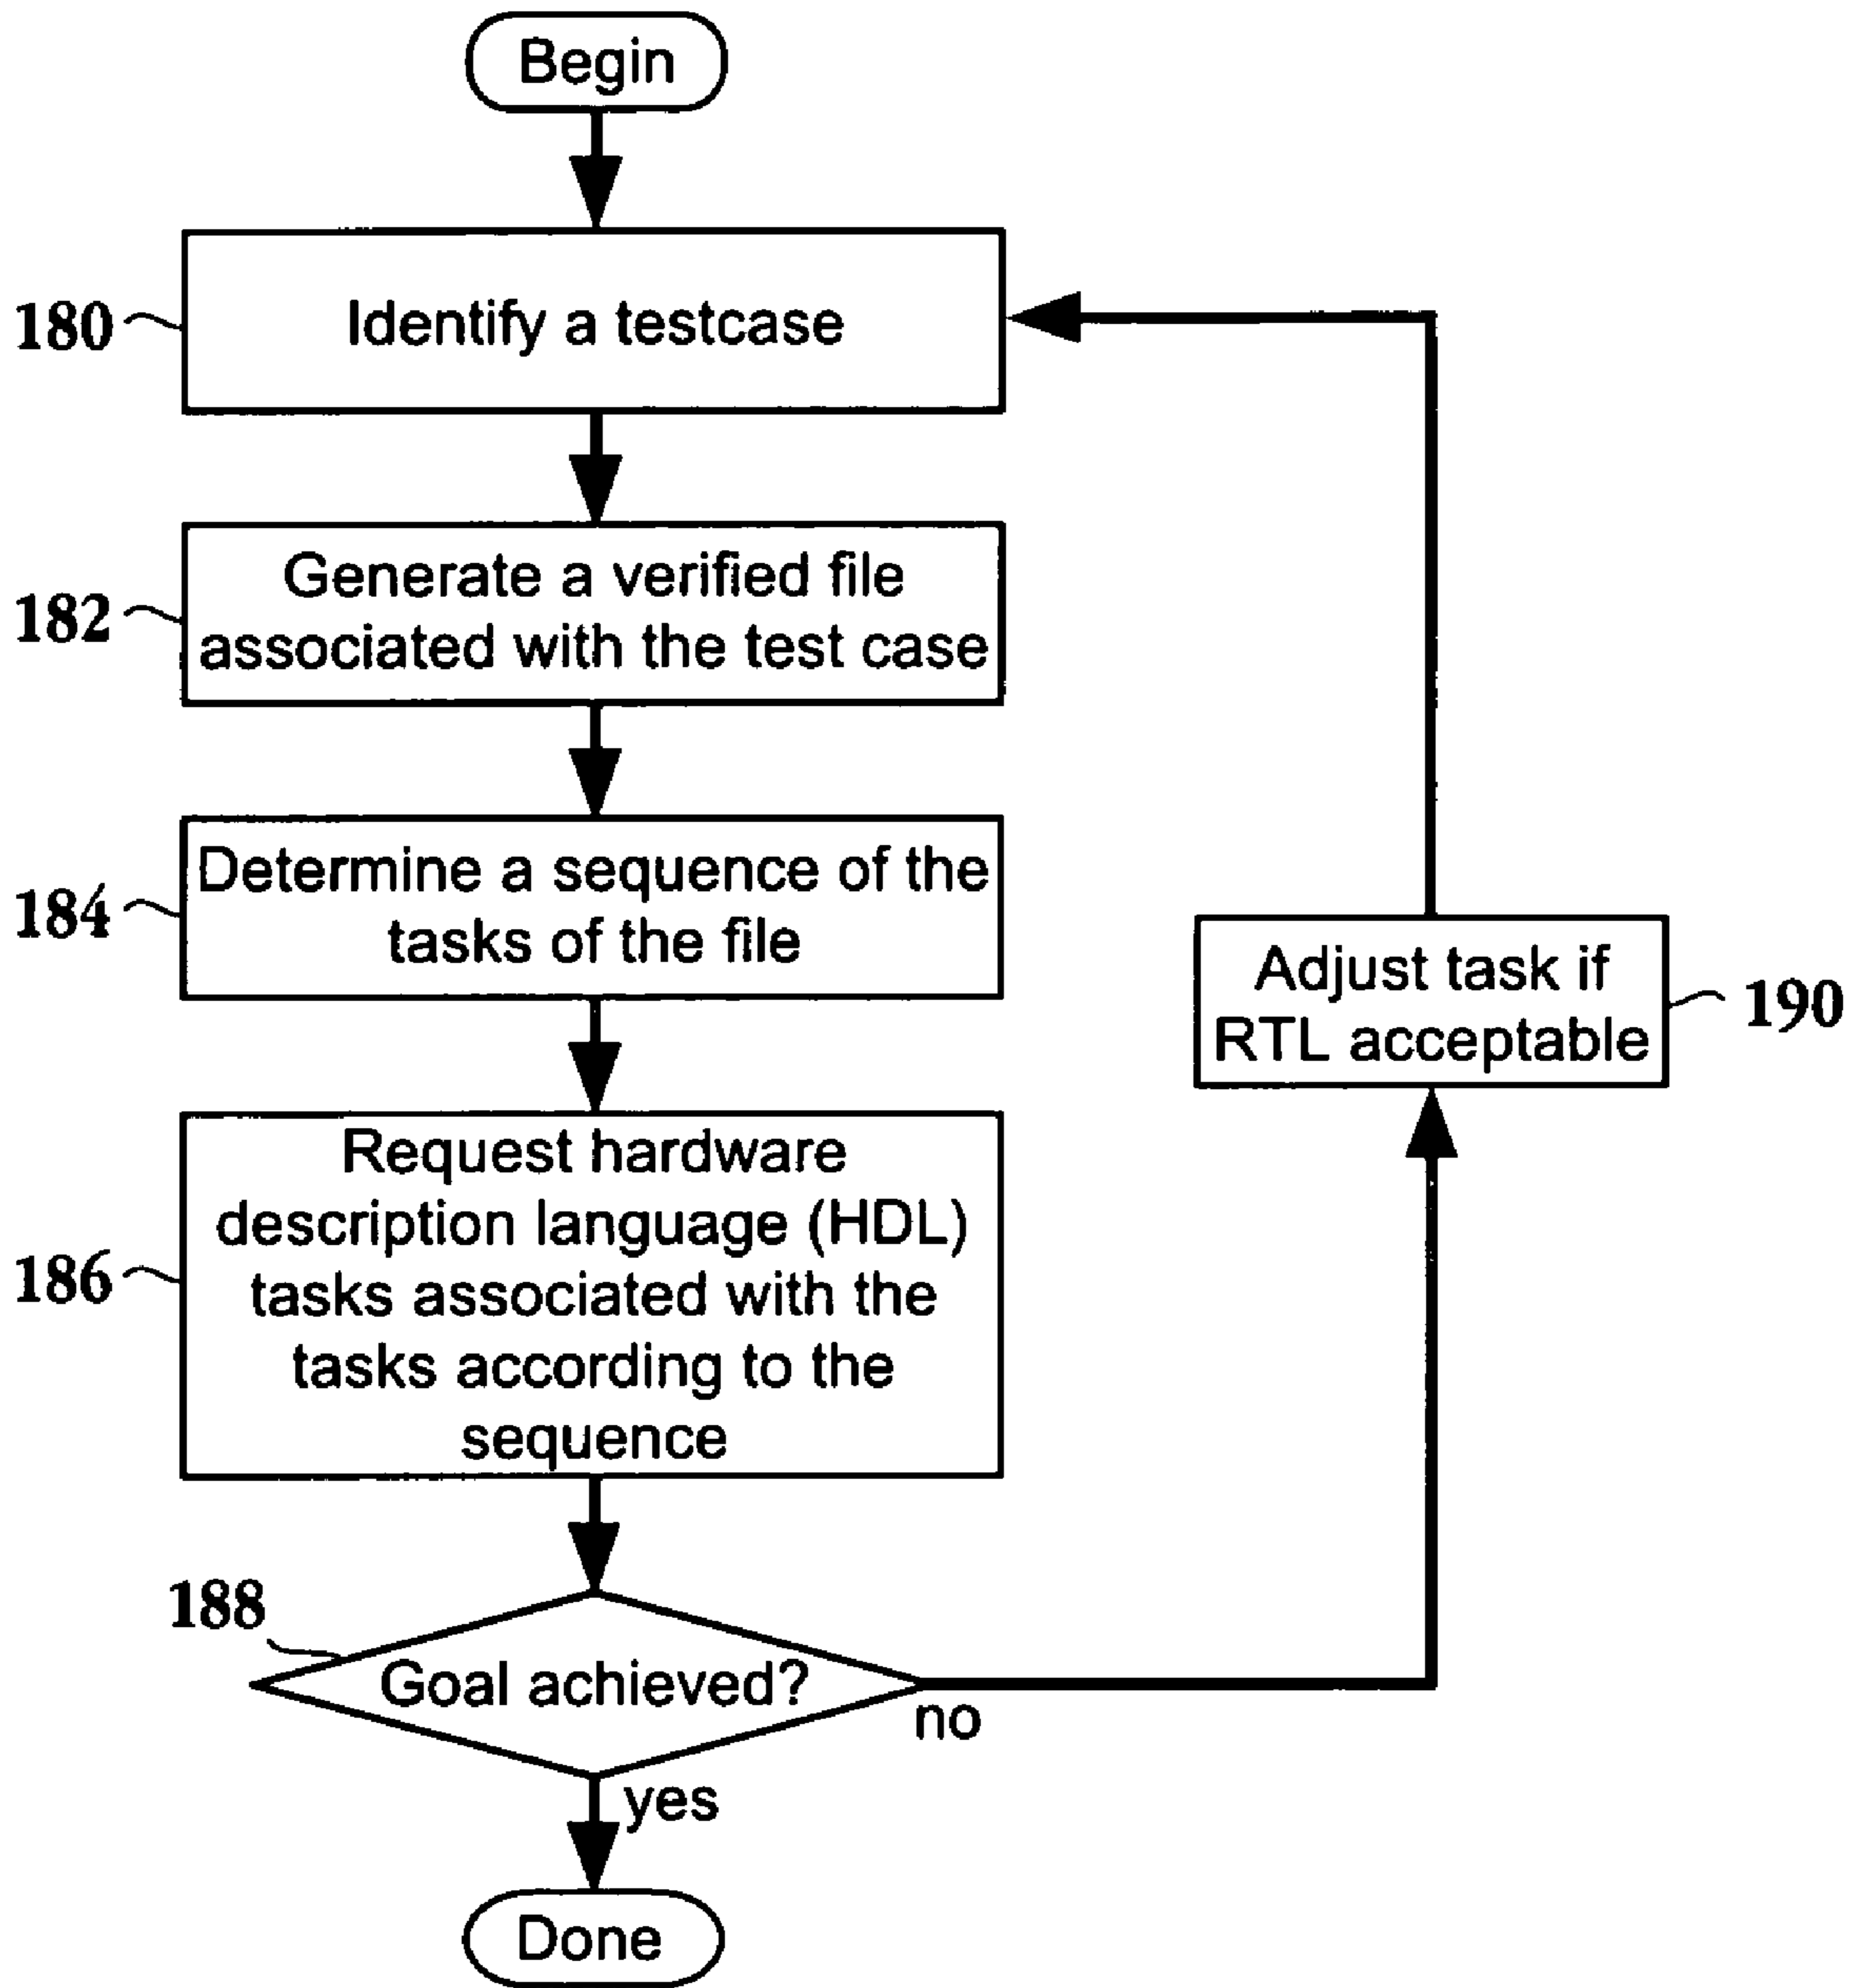 Begin
180
Identify a testcase
182
Generate a verified file
associated with the test case
184
Determine a sequence of the
tasks of the file
186
Request hardware
description language (HDL)
tasks associated with the
tasks according to the
sequence
188
Goal achieved?
no
yes
Done
Adjust task if
RTL acceptable
190